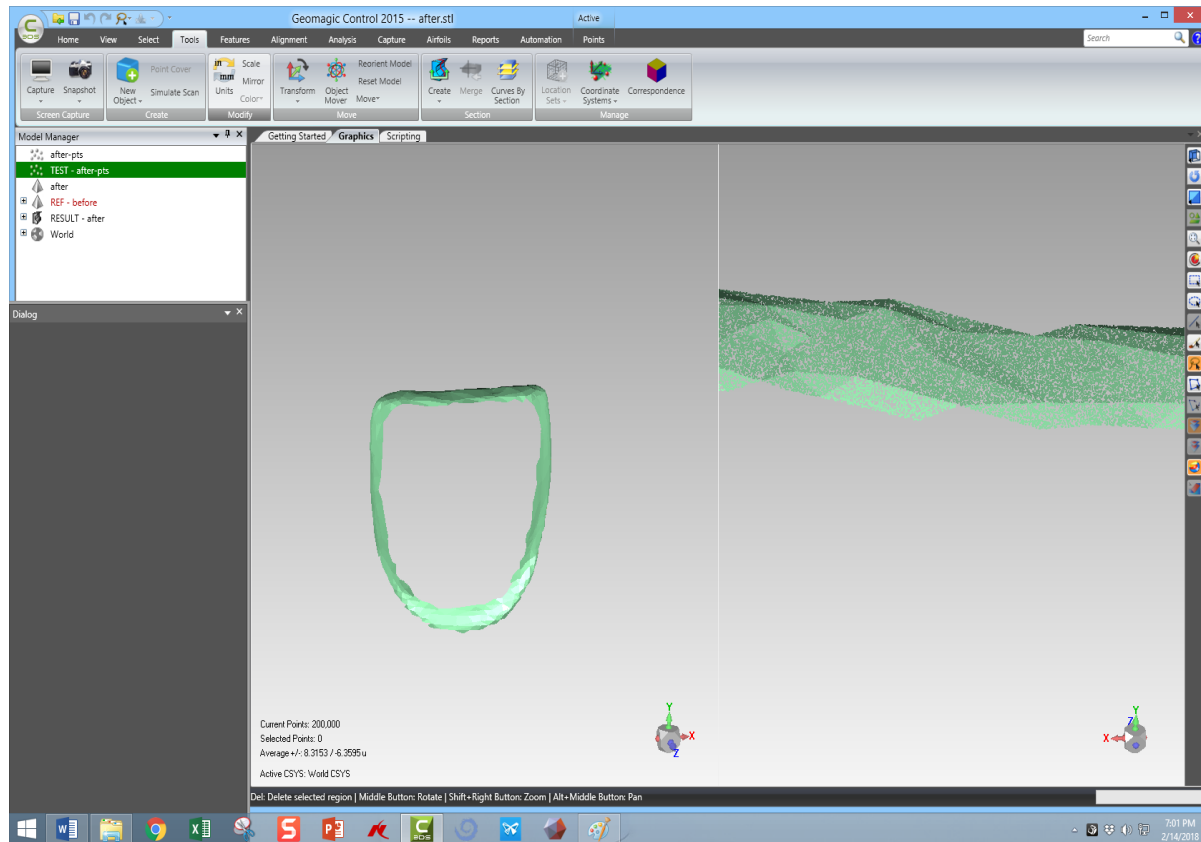 Geomagic Control 2015 -- after.stl
Active
3DS
Home View Select Tools Features Alignment Analysis Capture Airfoils Reports Automation Points
Search
Capture Snapshot
Screen Capture
New Object
Point Cover
Simulate Scan
Create
in
mm
Units
Scale
Mirror
Color
Modify
Transform
Object Mover
Reorient Model
Reset Model
Move
Move
Create
Merge
Curves By Section
Section
Location Sets
Coordinate Systems
Correspondence
Manage
Model Manager
Getting Started Graphics Scripting
after-pts
TEST - after-pts
after
REF - before
RESULT - after
World
Dialog
Current Points: 200,000
Selected Points: 0
Average +/-: 8.3153 / -6.3595 u
Active CSYS: World CSYS
Y
X
Z
Y
Z
X
Del: Delete selected region | Middle Button: Rotate | Shift+Right Button: Zoom | Alt+Middle Button: Pan
7:01 PM
2/14/2018